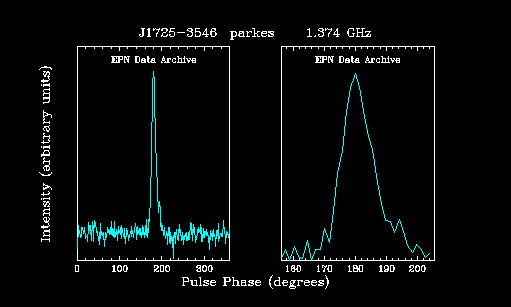 J1725-3546 parkes 1.374 GHz
EPN Data Archive EPN Data Archive
Intensity (arbitrary units)
0 100 200 300 160 170 180 190 200
Pulse Phase (degrees)